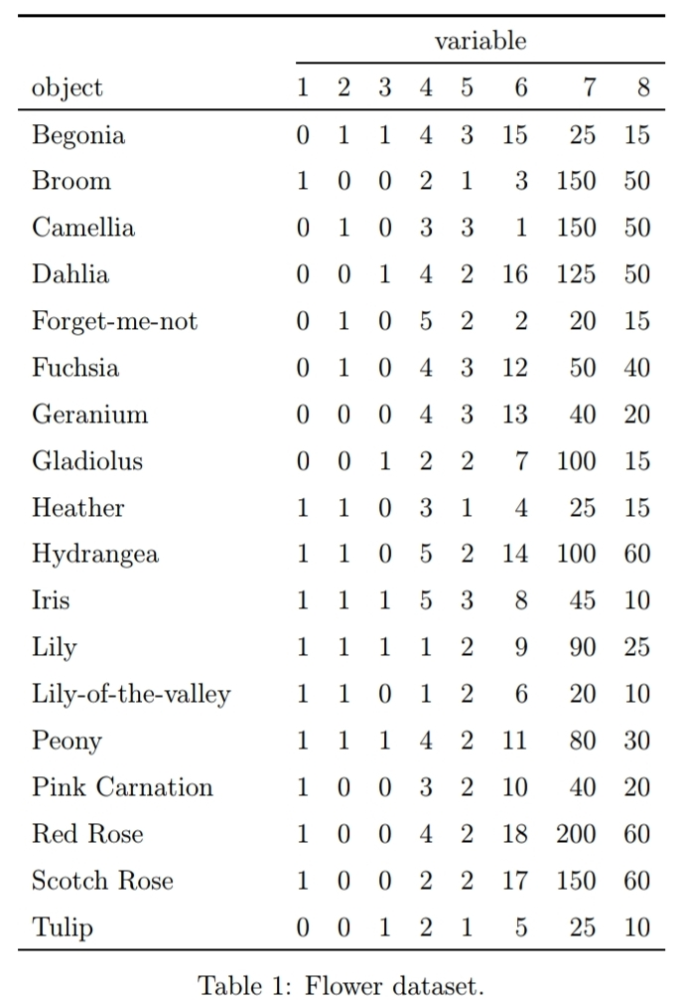 variable
object 1 2 3 4 5 6 7 8
Begonia 0 1 1 4 3 15 25 15
Broom 1 0 0 2 1 3 150 50
Camellia 0 1 0 3 3 1 150 50
Dahlia 0 0 1 4 2 16 125 50
Forget-me-not 0 1 0 5 2 2 20 15
Fuchsia 0 1 0 4 3 12 50 40
Geranium 0 0 0 4 3 13 40 20
Gladiolus 0 0 1 2 2 7 100 15
Heather 1 1 0 3 1 4 25 15
Hydrangea 1 1 0 5 2 14 100 60
Iris 1 1 1 5 3 8 45 10
Lily 1 1 1 1 2 9 90 25
Lily-of-the-valley 1 1 0 1 2 6 20 10
Peony 1 1 1 4 2 11 80 30
Pink Carnation 1 0 0 3 2 10 40 20
Red Rose 1 0 0 4 2 18 200 60
Scotch Rose 1 0 0 2 2 17 150 60
Tulip 0 0 1 2 1 5 25 10
Table 1: Flower dataset.